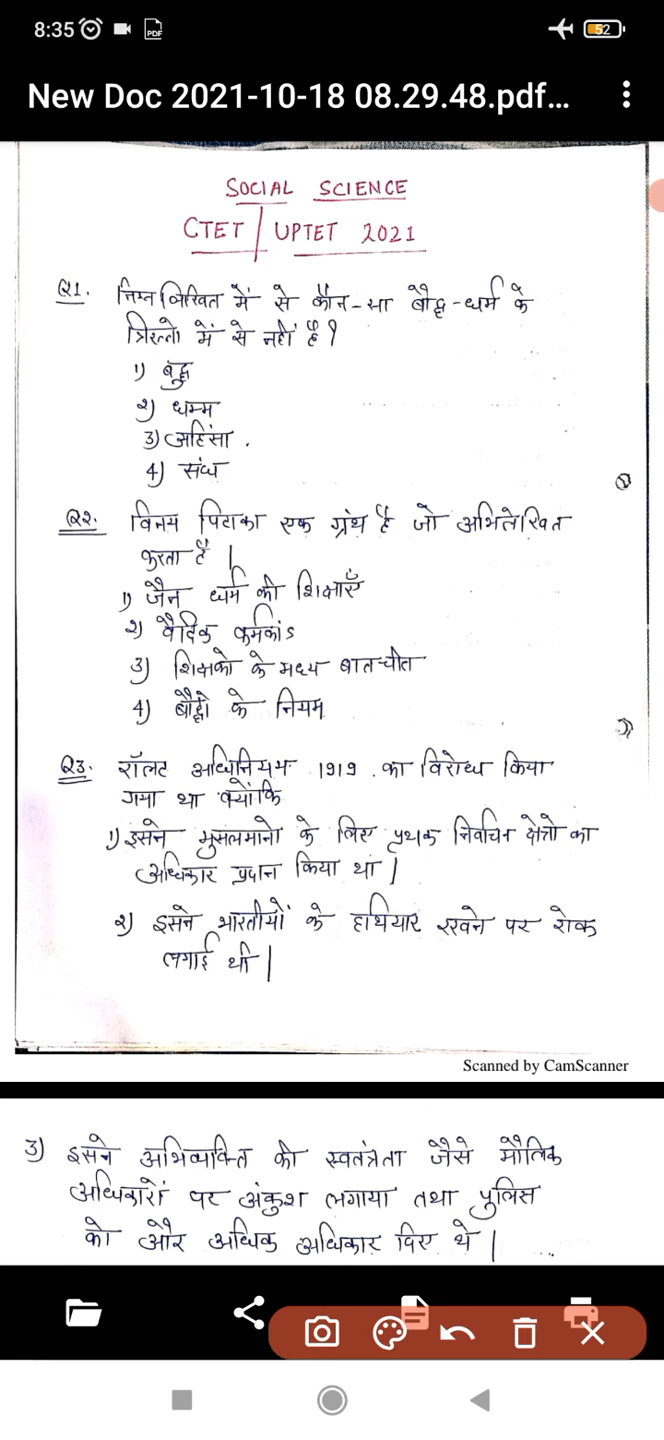 8:35
PDF
52
New Doc 2021-10-18 08.29.48.pdf...
SOCIAL SCIENCE
CTET | UPTET 2021
Q1. निम्नलिखित में से कौन-सा बौद्ध-धर्म के
त्रिरत्नो में से नहीं है?
1) बुद्ध
2) धम्म
3) अहिंसा .
4) संघ
Q2. विनय पिटाका एक ग्रंथ है जो अभिलेखित
करता है |
1) जैन धर्म की शिक्षाएँ
2) वैदिक कर्मकांड
3) शिक्षको के मध्य बातचीत
4) बौद्धो के नियम
Q3. रॉलट अधिनियम 1919 का विरोध किया
गया था क्योंकि
1) इसने मुसलमानो के लिए पृथक निर्वाचन क्षेत्रो का
अधिकार प्रदान किया था |
2) इसने भारतीयों के हथियार रखने पर रोक
लगाई थी |
Scanned by CamScanner
3) इसने अभिव्यक्ति की स्वतंत्रता जैसे मौलिक
अधिकारों पर अंकुश लगाया तथा पुलिस
को और अधिक अधिकार दिए थे |